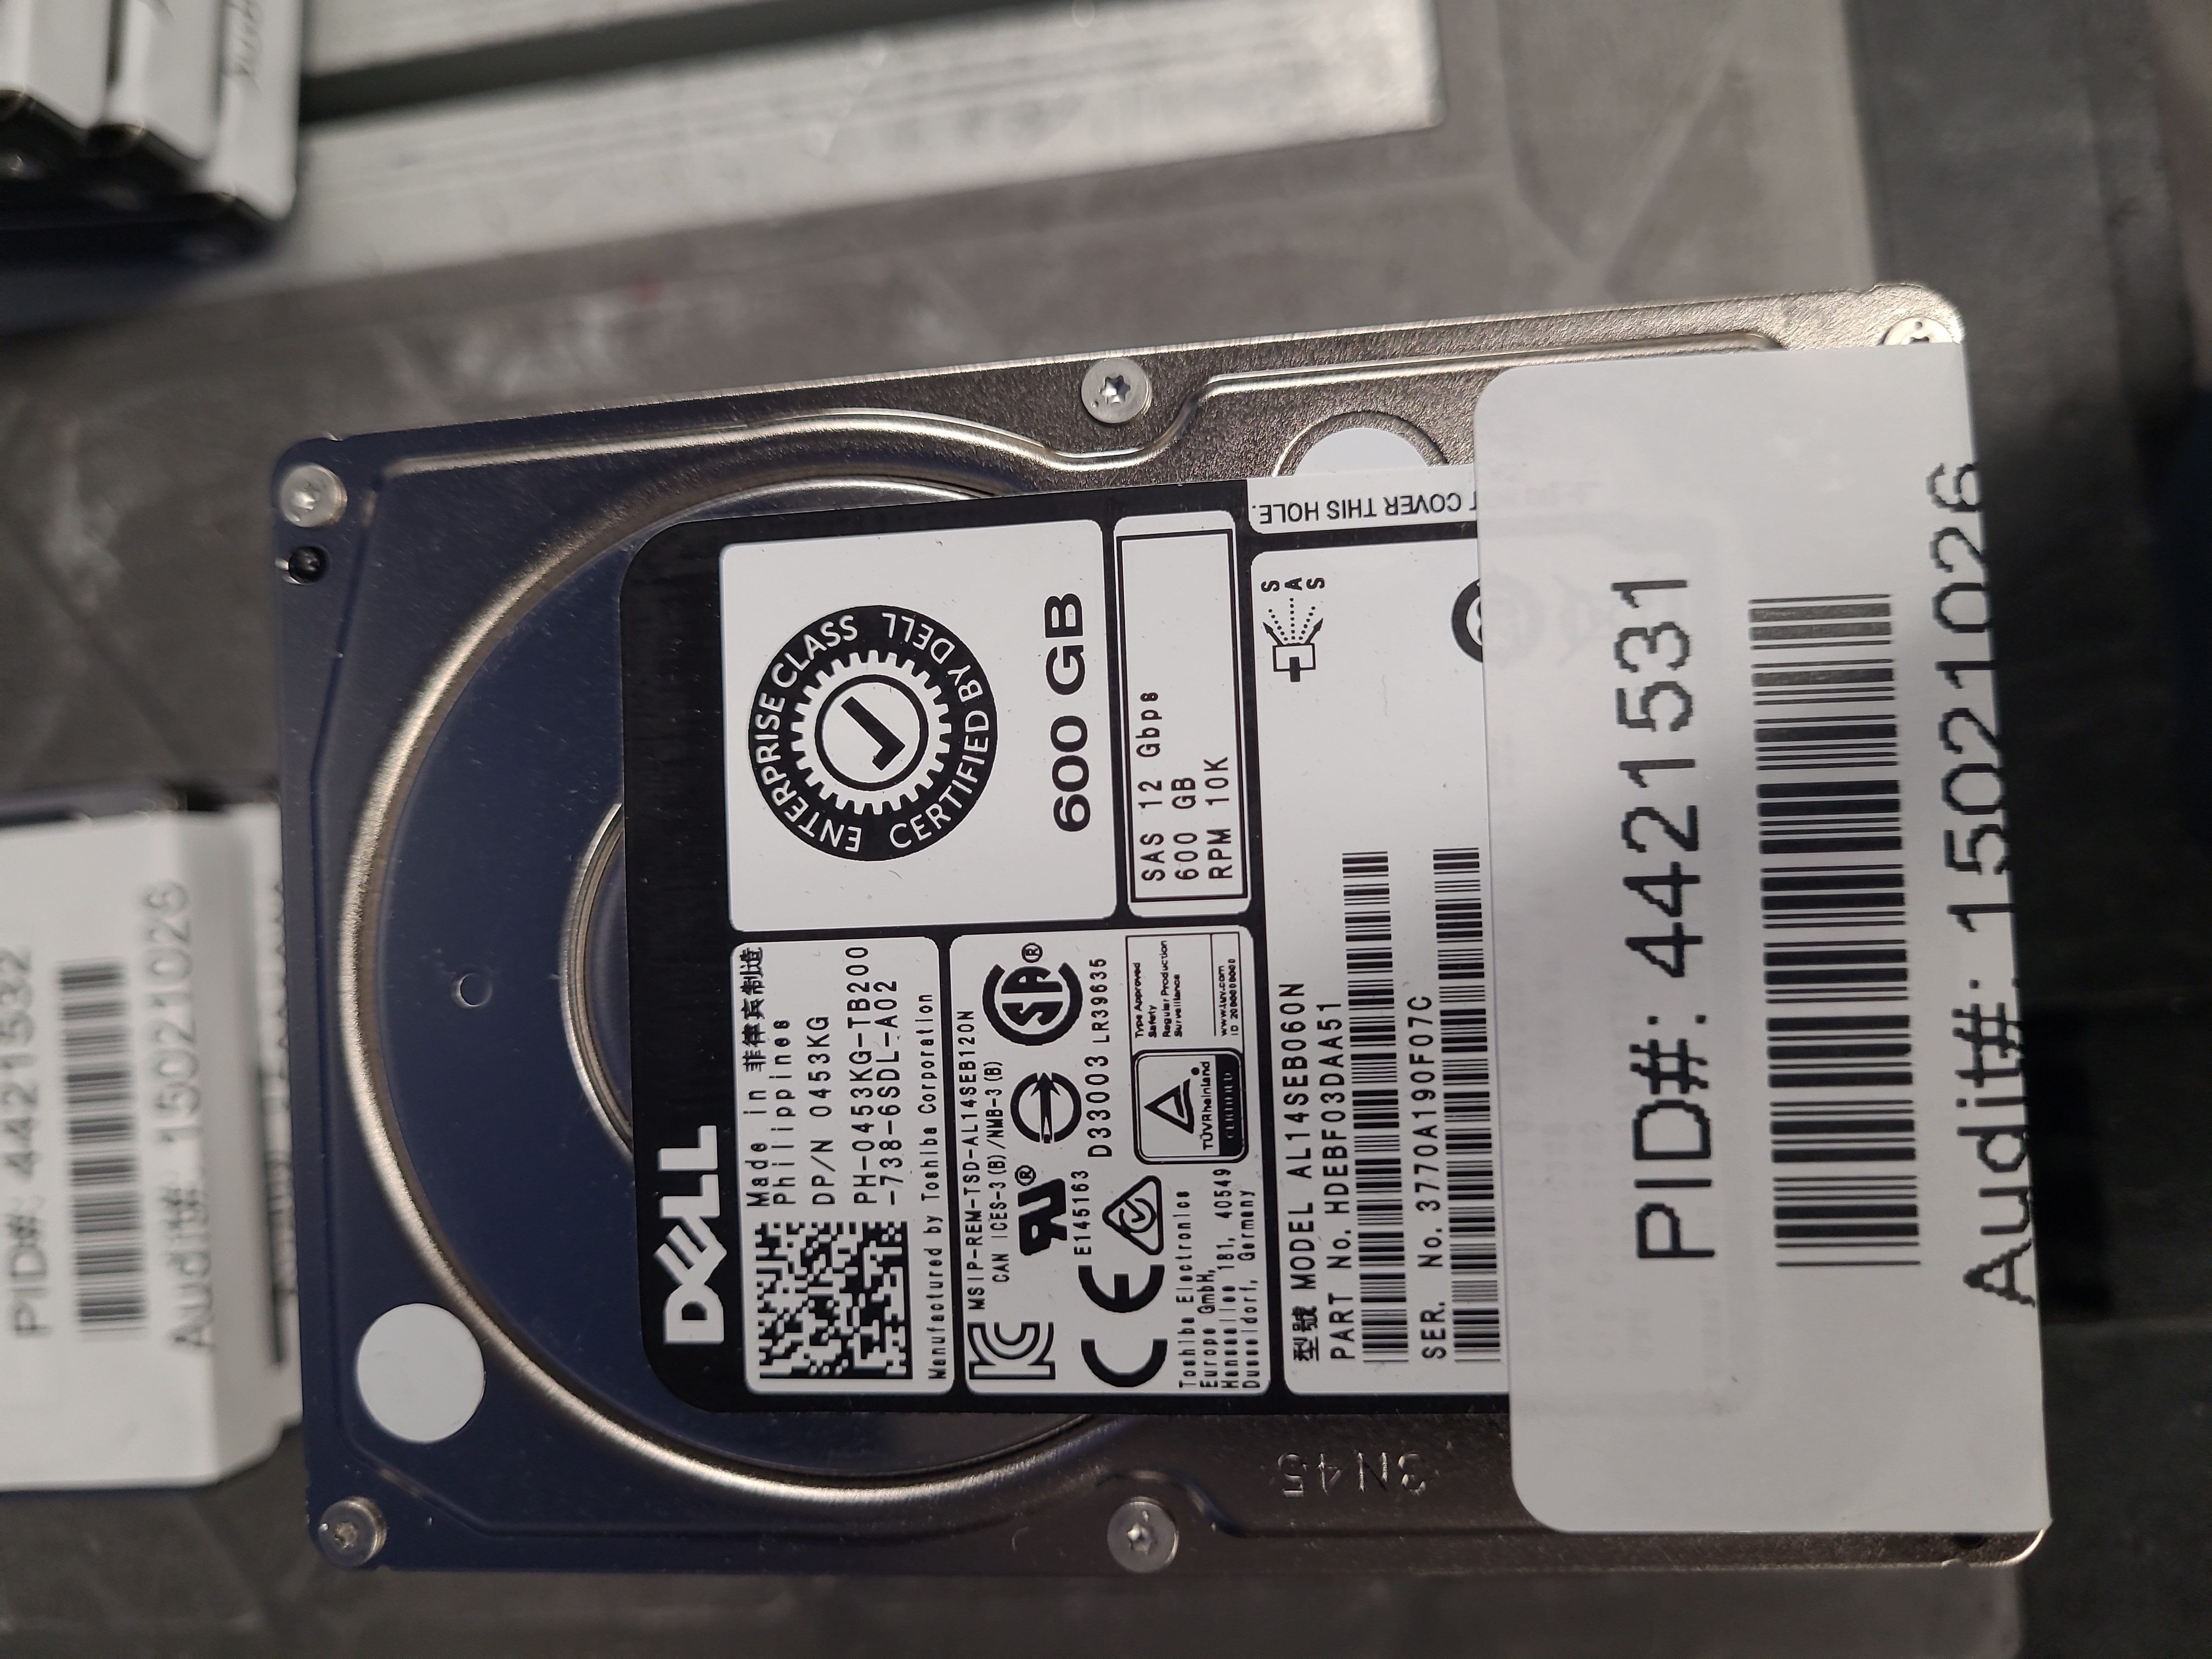 PID#: 4421532
Audit#: 15021026
DELL
Made in 菲律宾制造
Philippines
DP/N 0453KG
PH-0453KG-TB200
-738-6SDL-A02
Manufactured by Toshiba Corporation
ENTERPRISE CLASS
CERTIFIED BY DELL
600 GB
MSIP-REM-TSD-AL14SEB120N
CAN ICES-3(B)/NMB-3(B)
E145163
D33003
LR39635
Toshiba Electronics
Europe GmbH,
Hansaallee 181, 40549
Dusseldorf, Germany
TÜVRheinland
CERTIFIED
Type Approved
Safety
Regular Production
Surveillance
www.tuv.com
ID 2000000000
SAS 12 Gbps
600 GB
RPM 10K
型號 MODEL AL14SEB060N
PART No. HDEBF03DAA51
SER. No. 3770A190F07C
SAS
COVER THIS HOLE.
3N45
PID#: 4421531
Audit#: 15021026